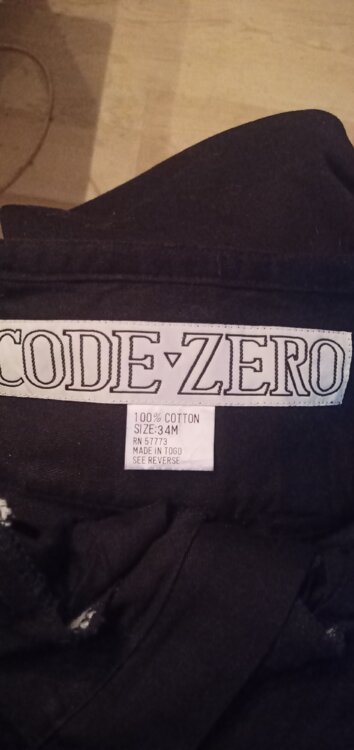 CODE▼ZERO
100% COTTON
SIZE:34M
RN 57773
MADE IN TOGO
SEE REVERSE